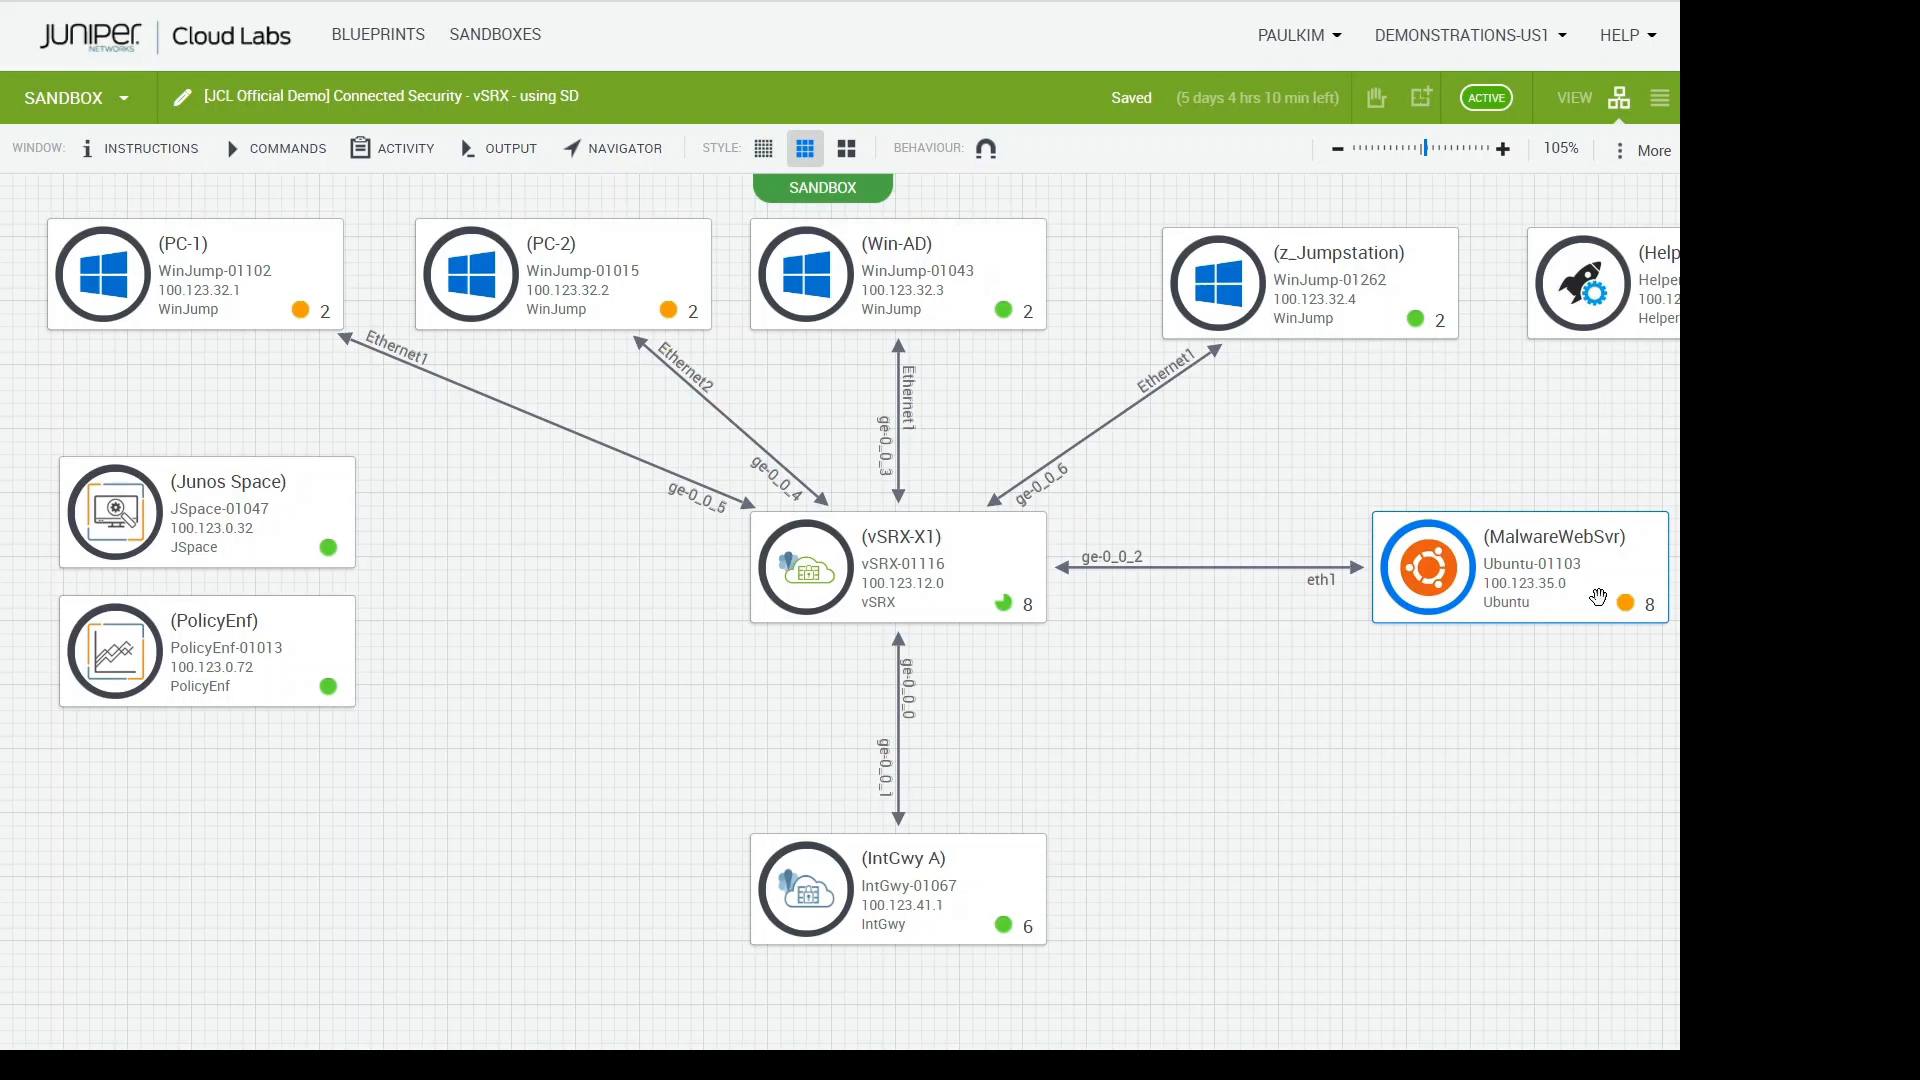 JUNIPEr
NETWORKS
Cloud Labs
BLUEPRINTS
SANDBOXES
PAULKIM
DEMONSTRATIONS-US1
HELP
SANDBOX
[JCL Official Demo] Connected Security - vSRX - using SD
Saved
(5 days 4 hrs 10 min left)
ACTIVE
VIEW
WINDOW:
INSTRUCTIONS
COMMANDS
ACTIVITY
OUTPUT
NAVIGATOR
STYLE:
BEHAVIOUR:
105%
More
SANDBOX
(PC-1)
WinJump-01102
100.123.32.1
WinJump
2
(PC-2)
WinJump-01015
100.123.32.2
WinJump
2
(Win-AD)
WinJump-01043
100.123.32.3
WinJump
2
(z_Jumpstation)
WinJump-01262
100.123.32.4
WinJump
2
(Help
Helper
100.12
Helper
Ethernet1
Ethernet2
Ethernet1
Ethernet1
ge-0_0_5
ge-0_0_4
ge-0_0_3
ge-0_0_6
(Junos Space)
JSpace-01047
100.123.0.32
JSpace
(vSRX-X1)
vSRX-01116
100.123.12.0
vSRX
8
ge-0_0_2
eth1
(MalwareWebSvr)
Ubuntu-01103
100.123.35.0
Ubuntu
8
(PolicyEnf)
PolicyEnf-01013
100.123.0.72
PolicyEnf
ge-0_0_0
ge-0_0_1
(IntGwy A)
IntGwy-01067
100.123.41.1
IntGwy
6